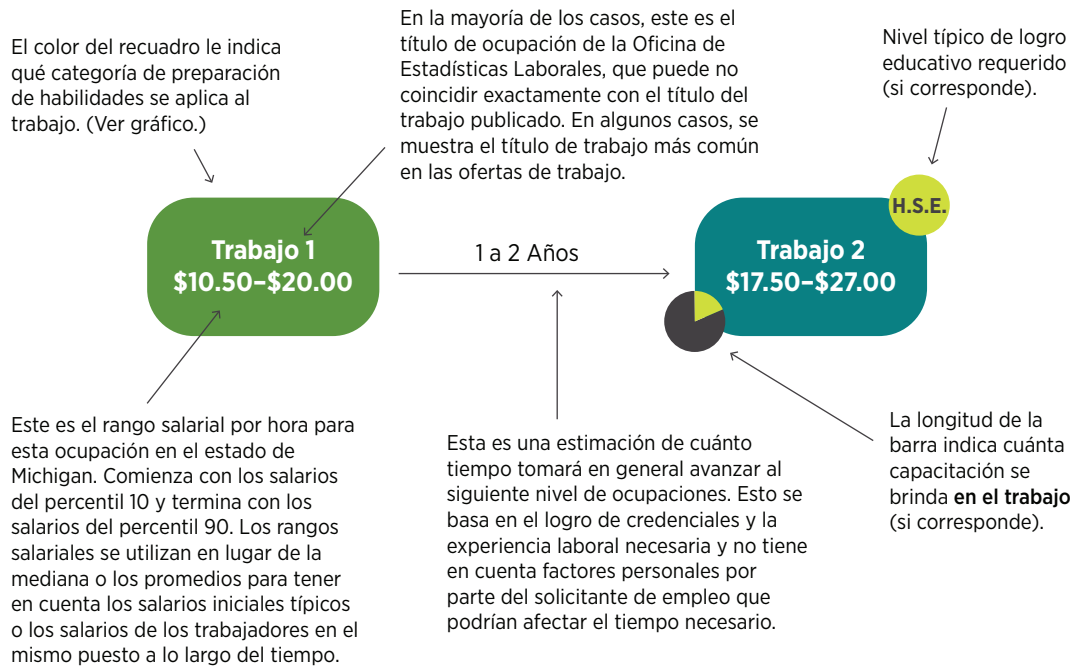 El color del recuadro le indica
qué categoría de preparación
de habilidades se aplica al
trabajo. (Ver gráfico.)
En la mayoría de los casos, este es el
título de ocupación de la Oficina de
Estadísticas Laborales, que puede no
coincidir exactamente con el título del
trabajo publicado. En algunos casos, se
muestra el título de trabajo más común
en las ofertas de trabajo.
Nivel típico de logro
educativo requerido
(si corresponde).
Trabajo 1
$10.50–$20.00
1 a 2 Años
H.S.E.
Trabajo 2
$17.50–$27.00
Este es el rango salarial por hora para
esta ocupación en el estado de
Michigan. Comienza con los salarios
del percentil 10 y termina con los
salarios del percentil 90. Los rangos
salariales se utilizan en lugar de la
mediana o los promedios para tener
en cuenta los salarios iniciales típicos
o los salarios de los trabajadores en el
mismo puesto a lo largo del tiempo.
Esta es una estimación de cuánto
tiempo tomará en general avanzar al
siguiente nivel de ocupaciones. Esto se
basa en el logro de credenciales y la
experiencia laboral necesaria y no tiene
en cuenta factores personales por
parte del solicitante de empleo que
podrían afectar el tiempo necesario.
La longitud de la
barra indica cuánta
capacitación se
brinda en el trabajo
(si corresponde).